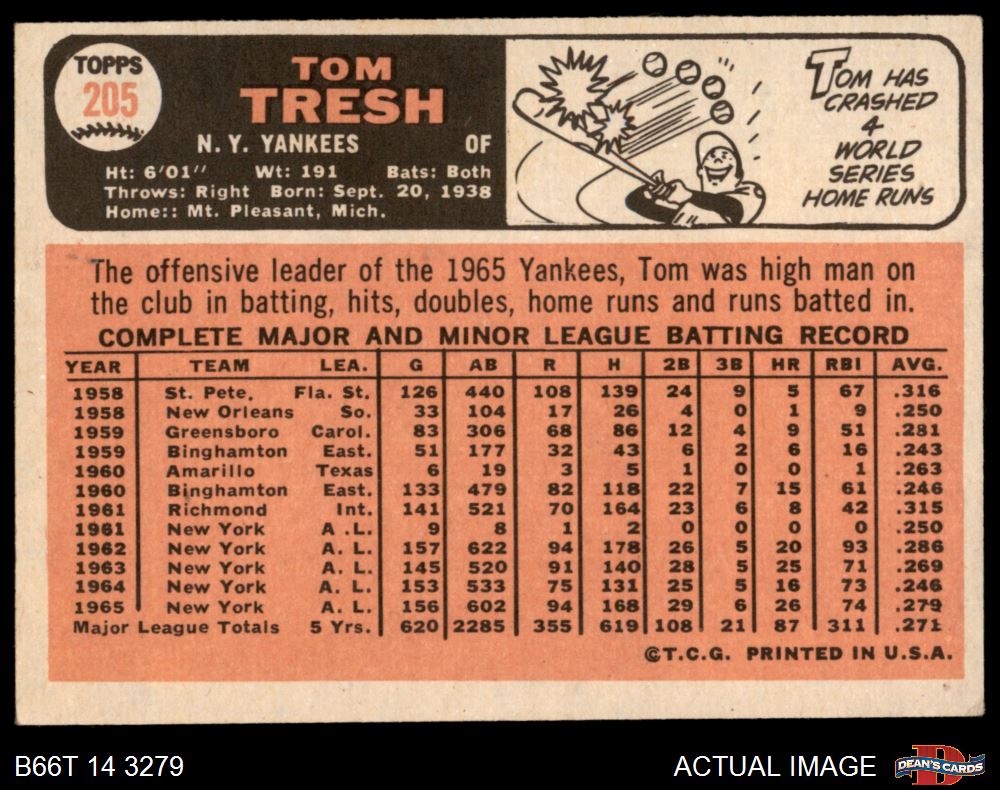 TOPPS
205
TOM
TRESH
N. Y. YANKEES OF
Ht: 6'01" Wt: 191 Bats: Both
Throws: Right Born: Sept. 20, 1938
Home:: Mt. Pleasant, Mich.
TOM HAS
CRASHED
4
WORLD
SERIES
HOME RUNS
The offensive leader of the 1965 Yankees, Tom was high man on
the club in batting, hits, doubles, home runs and runs batted in.
COMPLETE MAJOR AND MINOR LEAGUE BATTING RECORD
YEAR TEAM LEA. G AB R H 2B 3B HR RBI AVG.
1958 St. Pete, Fla. St. 126 440 108 139 24 9 5 67 .316
1958 New Orleans So. 33 104 17 26 4 0 1 9 .250
1959 Greensboro Carol. 83 306 68 86 12 4 9 51 .281
1959 Binghamton East. 51 177 32 43 6 2 6 16 .243
1960 Amarillo Texas 6 19 3 5 1 0 0 1 .263
1960 Binghamton East. 133 479 82 118 22 7 15 61 .246
1961 Richmond Int. 141 521 70 164 23 6 8 42 .315
1961 New York A .L. 9 8 1 2 0 0 0 0 .250
1962 New York A. L. 157 622 94 178 26 5 20 93 .286
1963 New York A. L. 145 520 91 140 28 5 25 71 .269
1964 New York A. L. 153 533 75 131 25 5 16 73 .246
1965 New York A. L. 156 602 94 168 29 6 26 74 .279
Major League Totals 5 Yrs. 620 2285 355 619 108 21 87 311 .271
©T.C.G. PRINTED IN U.S.A.
B66T 14 3279 ACTUAL IMAGE
DEAN'S CARDS